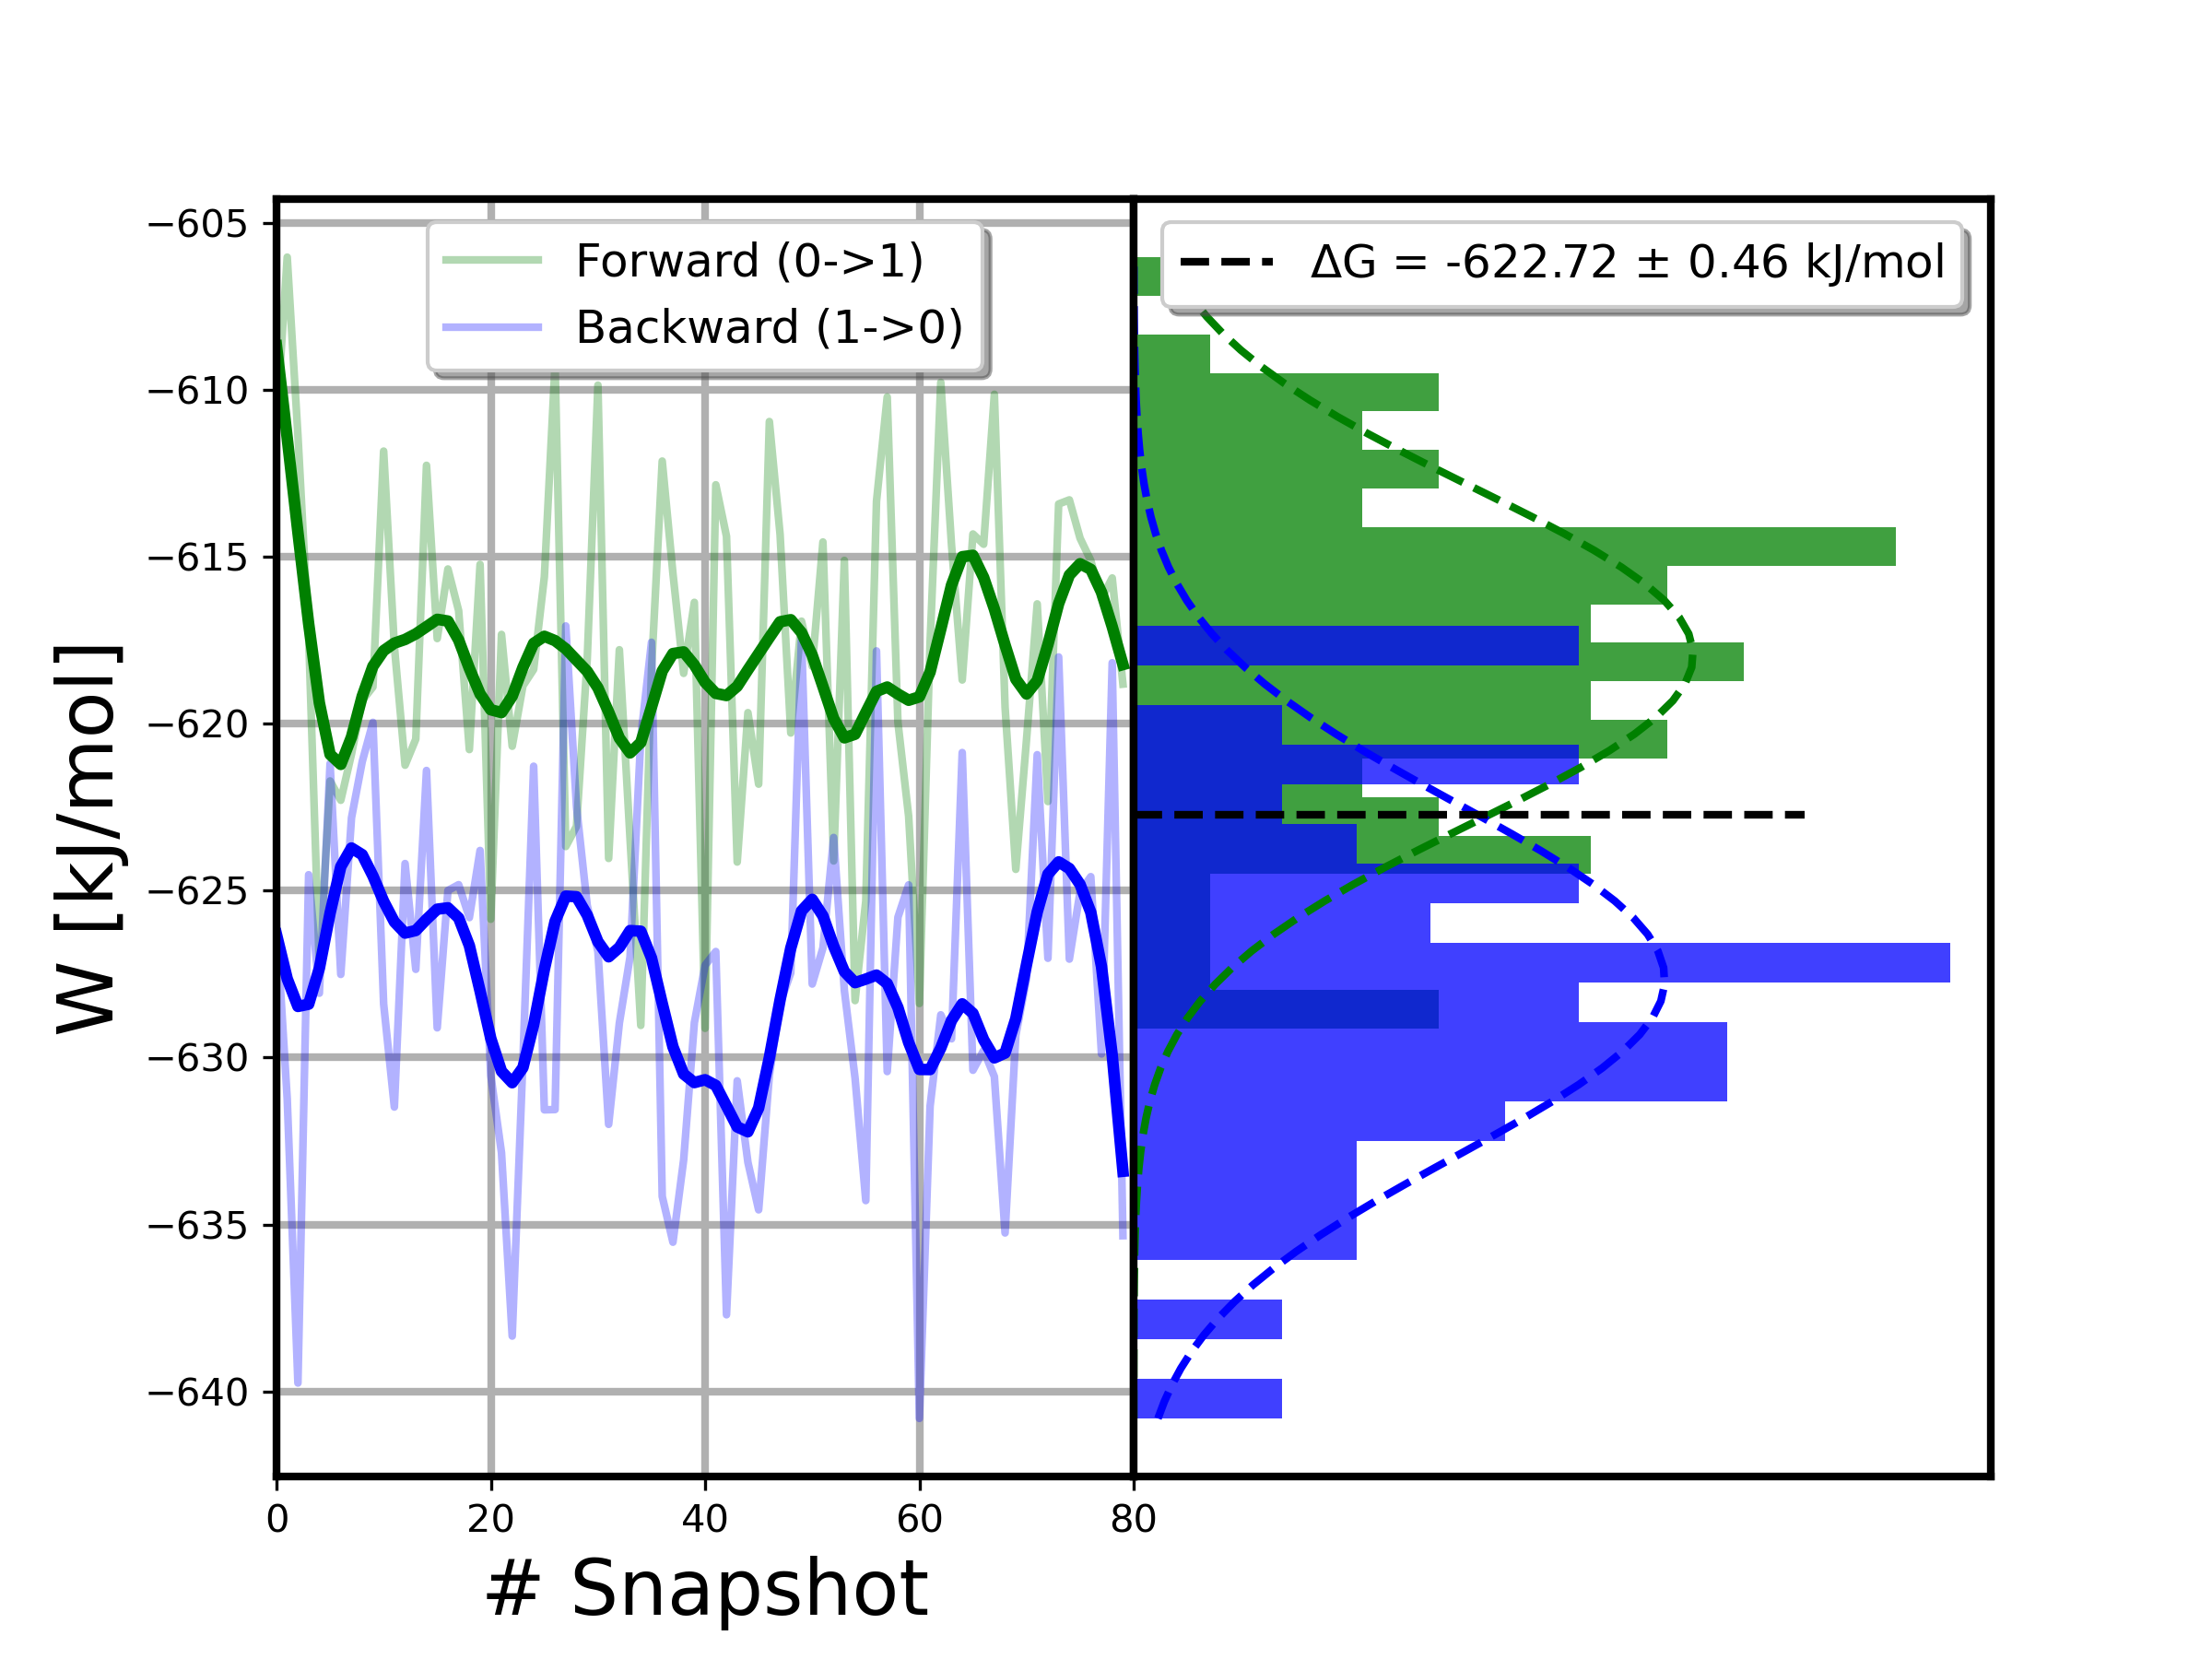 Forward (0->1)
Backward (1->0)
ΔG = -622.72 ± 0.46 kJ/mol
W [kJ/mol]
−605
−610
−615
−620
−625
−630
−635
−640
0 20 40 60 80
# Snapshot